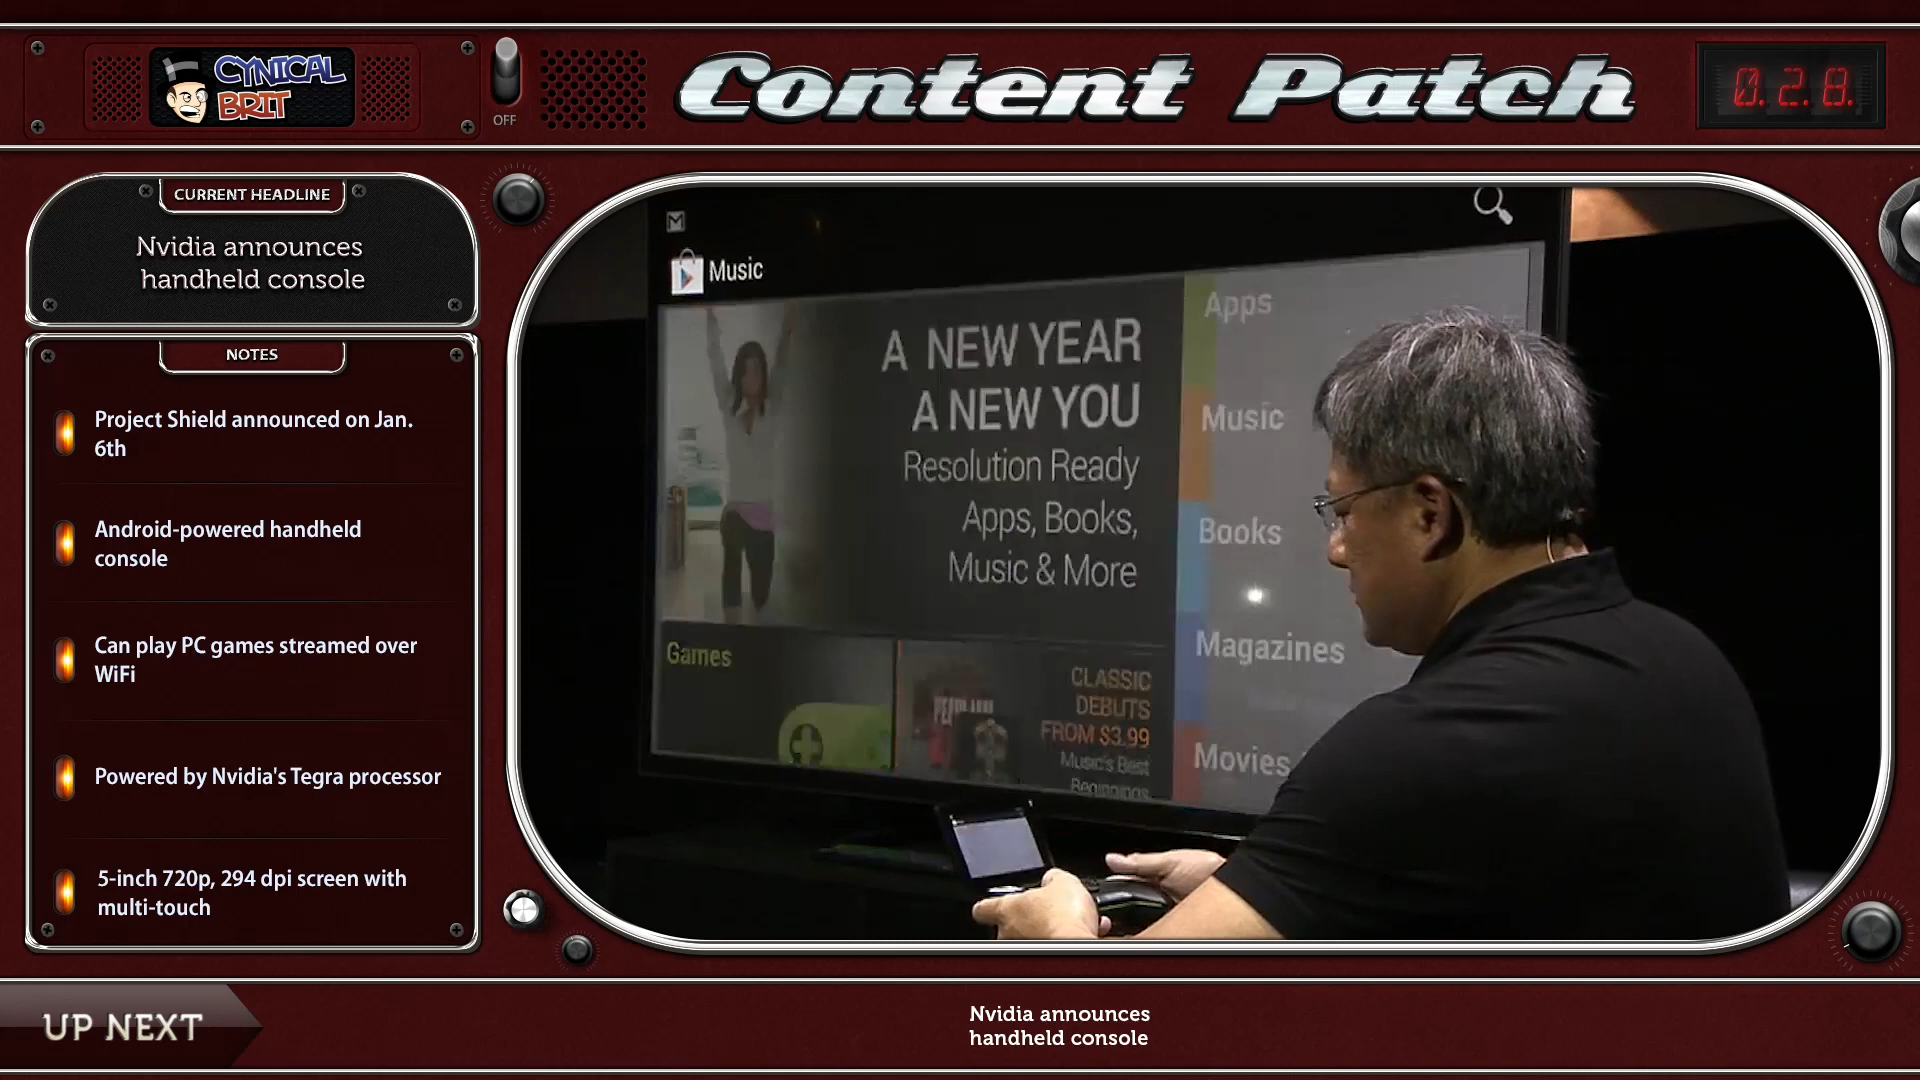 CYNICAL
BRIT
OFF
Content Patch
0.2.8.
CURRENT HEADLINE
Nvidia announces
handheld console
NOTES
Project Shield announced on Jan.
6th
Android-powered handheld
console
Can play PC games streamed over
WiFi
Powered by Nvidia's Tegra processor
5-inch 720p, 294 dpi screen with
multi-touch
Music
A NEW YEAR
A NEW YOU
Resolution Ready
Apps, Books,
Music & More
Games
CLASSIC
DEBUTS
FROM $3.99
Music's Best
Beginnings
Apps
Music
Books
Magazines
Movies
UP NEXT
Nvidia announces
handheld console